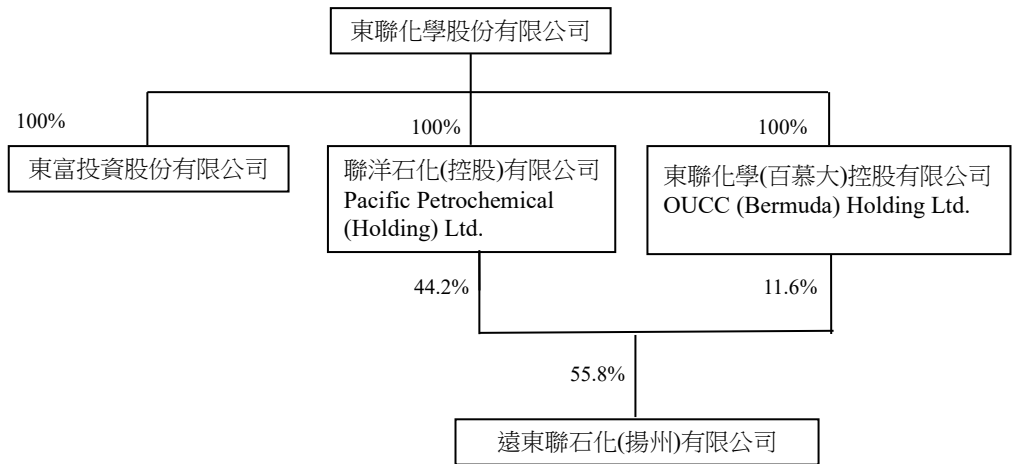 東聯化學股份有限公司
100%
100%
100%
東富投資股份有限公司
聯洋石化(控股)有限公司
Pacific Petrochemical
(Holding) Ltd.
東聯化學(百慕大)控股有限公司
OUCC (Bermuda) Holding Ltd.
44.2%
11.6%
55.8%
遠東聯石化(揚州)有限公司